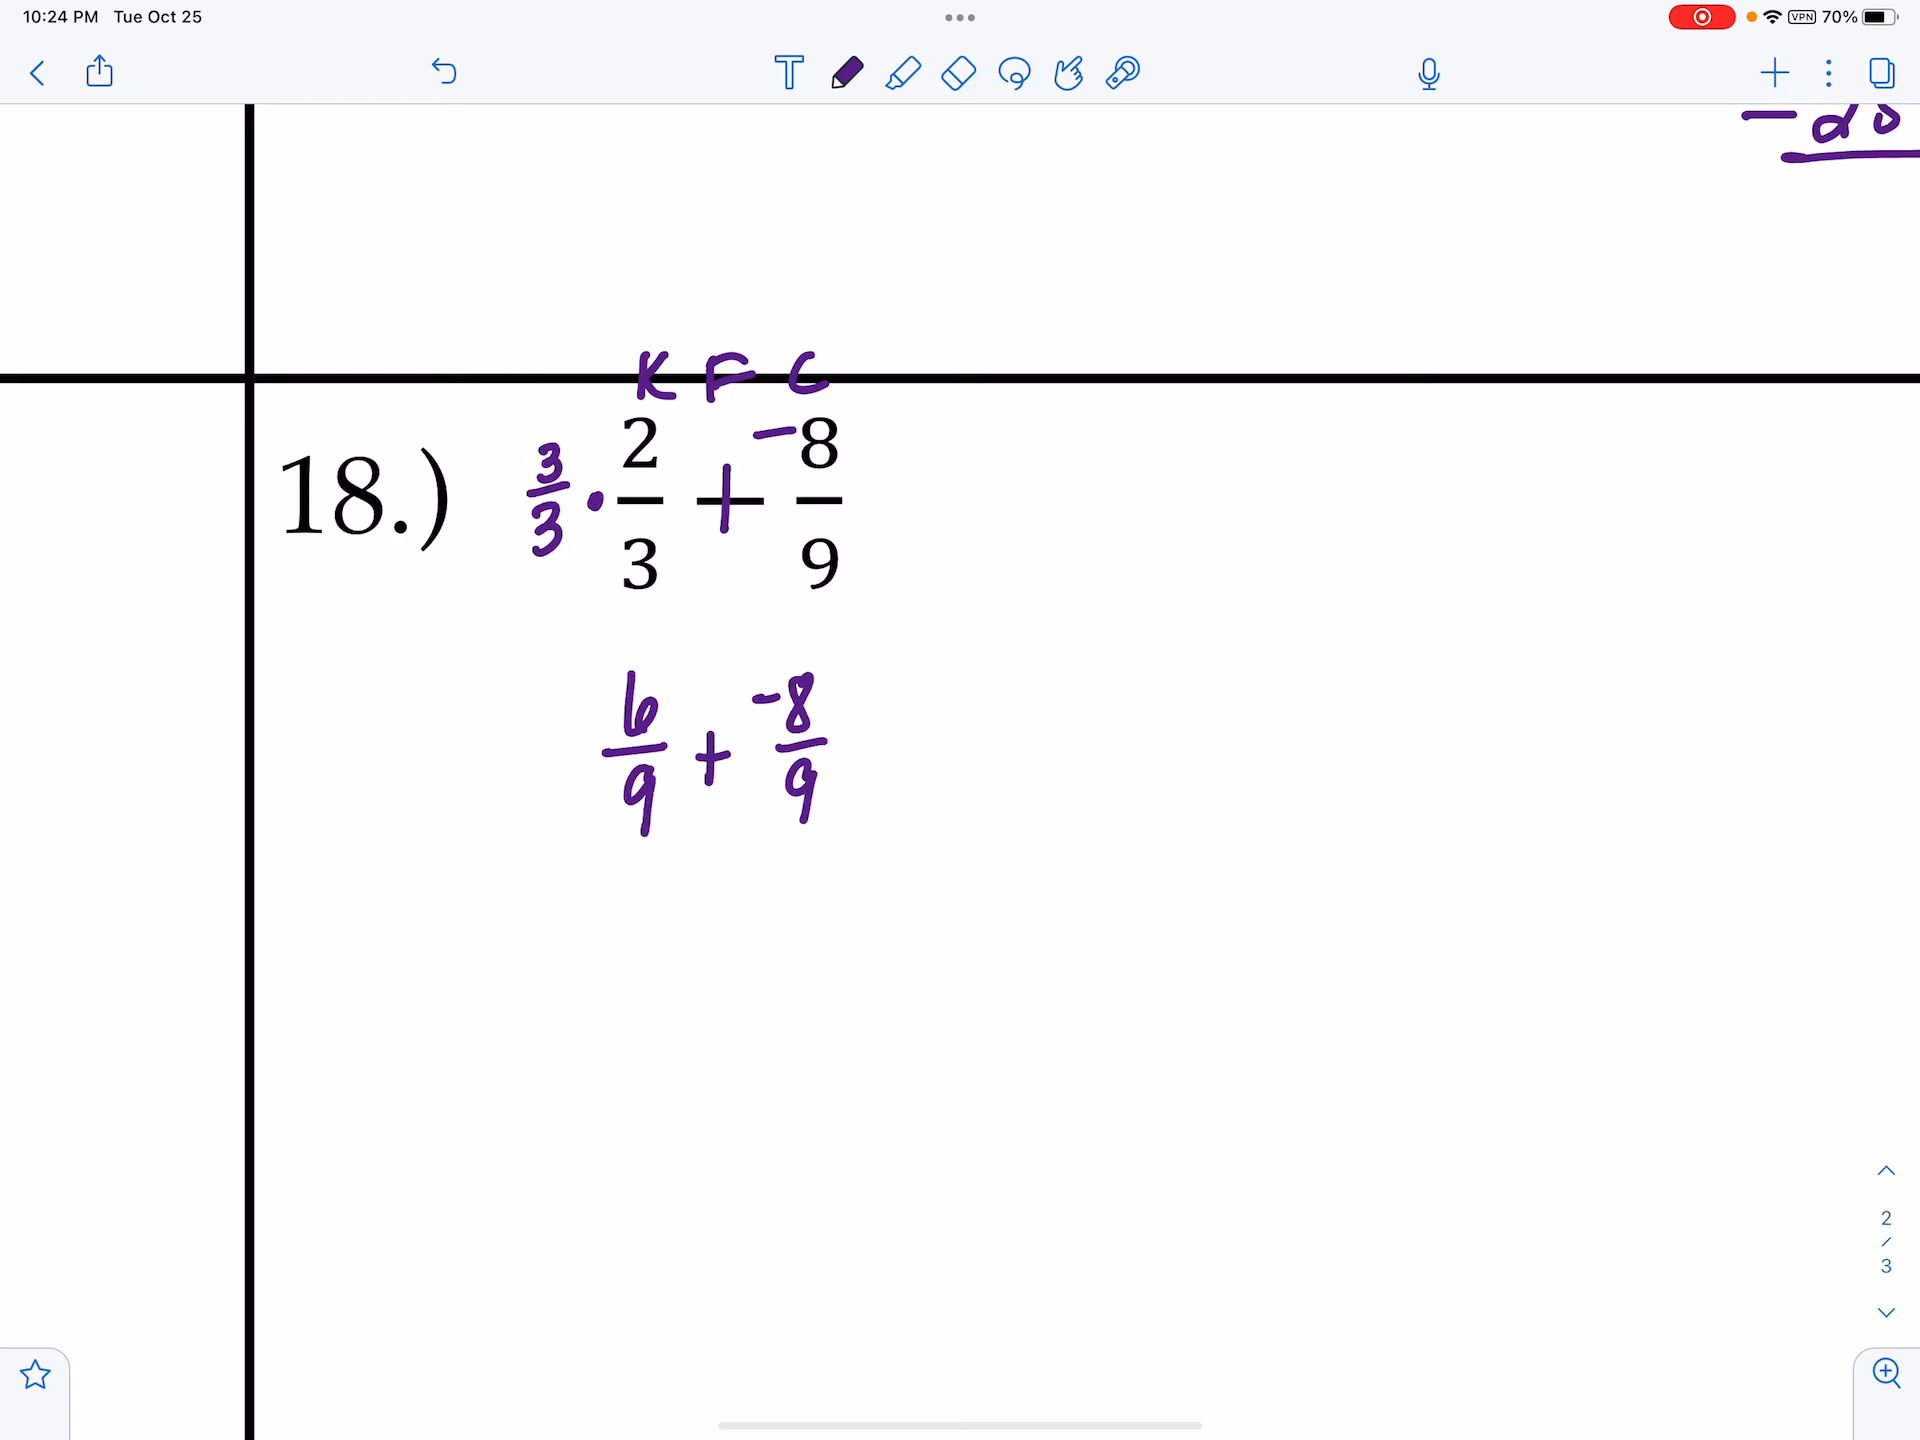 10:24 PM Tue Oct 25
VPN 70%
K F C
18.) 3/3 · 2/3 + -8/9
6/9 + -8/9
2
/
3